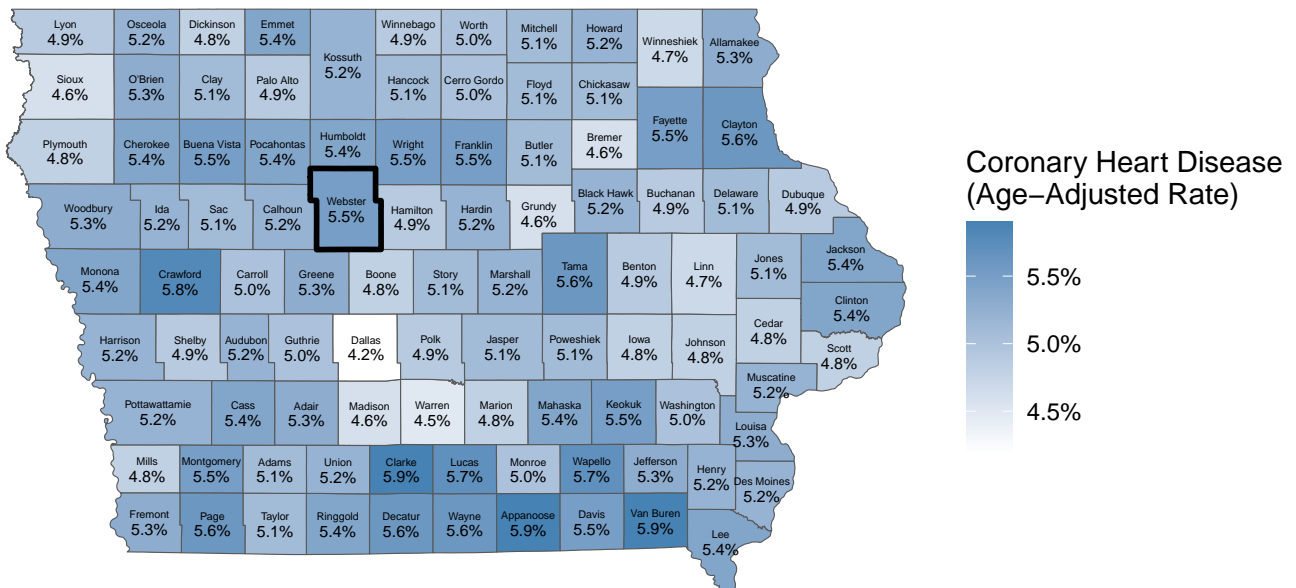 Lyon
4.9%
Osceola
5.2%
Dickinson
4.8%
Emmet
5.4%
Kossuth
5.2%
Winnebago
4.9%
Worth
5.0%
Mitchell
5.1%
Howard
5.2%
Winneshiek
4.7%
Allamakee
5.3%
Sioux
4.6%
O'Brien
5.3%
Clay
5.1%
Palo Alto
4.9%
Hancock
5.1%
Cerro Gordo
5.0%
Floyd
5.1%
Chickasaw
5.1%
Fayette
5.5%
Clayton
5.6%
Plymouth
4.8%
Cherokee
5.4%
Buena Vista
5.5%
Pocahontas
5.4%
Humboldt
5.4%
Wright
5.5%
Franklin
5.5%
Butler
5.1%
Bremer
4.6%
Woodbury
5.3%
Ida
5.2%
Sac
5.1%
Calhoun
5.2%
Webster
5.5%
Hamilton
4.9%
Hardin
5.2%
Grundy
4.6%
Black Hawk
5.2%
Buchanan
4.9%
Delaware
5.1%
Dubuque
4.9%
Monona
5.4%
Crawford
5.8%
Carroll
5.0%
Greene
5.3%
Boone
4.8%
Story
5.1%
Marshall
5.2%
Tama
5.6%
Benton
4.9%
Linn
4.7%
Jones
5.1%
Jackson
5.4%
Clinton
5.4%
Harrison
5.2%
Shelby
4.9%
Audubon
5.2%
Guthrie
5.0%
Dallas
4.2%
Polk
4.9%
Jasper
5.1%
Poweshiek
5.1%
Iowa
4.8%
Johnson
4.8%
Cedar
4.8%
Scott
4.8%
Muscatine
5.2%
Pottawattamie
5.2%
Cass
5.4%
Adair
5.3%
Madison
4.6%
Warren
4.5%
Marion
4.8%
Mahaska
5.4%
Keokuk
5.5%
Washington
5.0%
Louisa
5.3%
Mills
4.8%
Montgomery
5.5%
Adams
5.1%
Union
5.2%
Clarke
5.9%
Lucas
5.7%
Monroe
5.0%
Wapello
5.7%
Jefferson
5.3%
Henry
5.2%
Des Moines
5.2%
Fremont
5.3%
Page
5.6%
Taylor
5.1%
Ringgold
5.4%
Decatur
5.6%
Wayne
5.6%
Appanoose
5.9%
Davis
5.5%
Van Buren
5.9%
Lee
5.4%
Coronary Heart Disease
(Age−Adjusted Rate)
5.5%
5.0%
4.5%